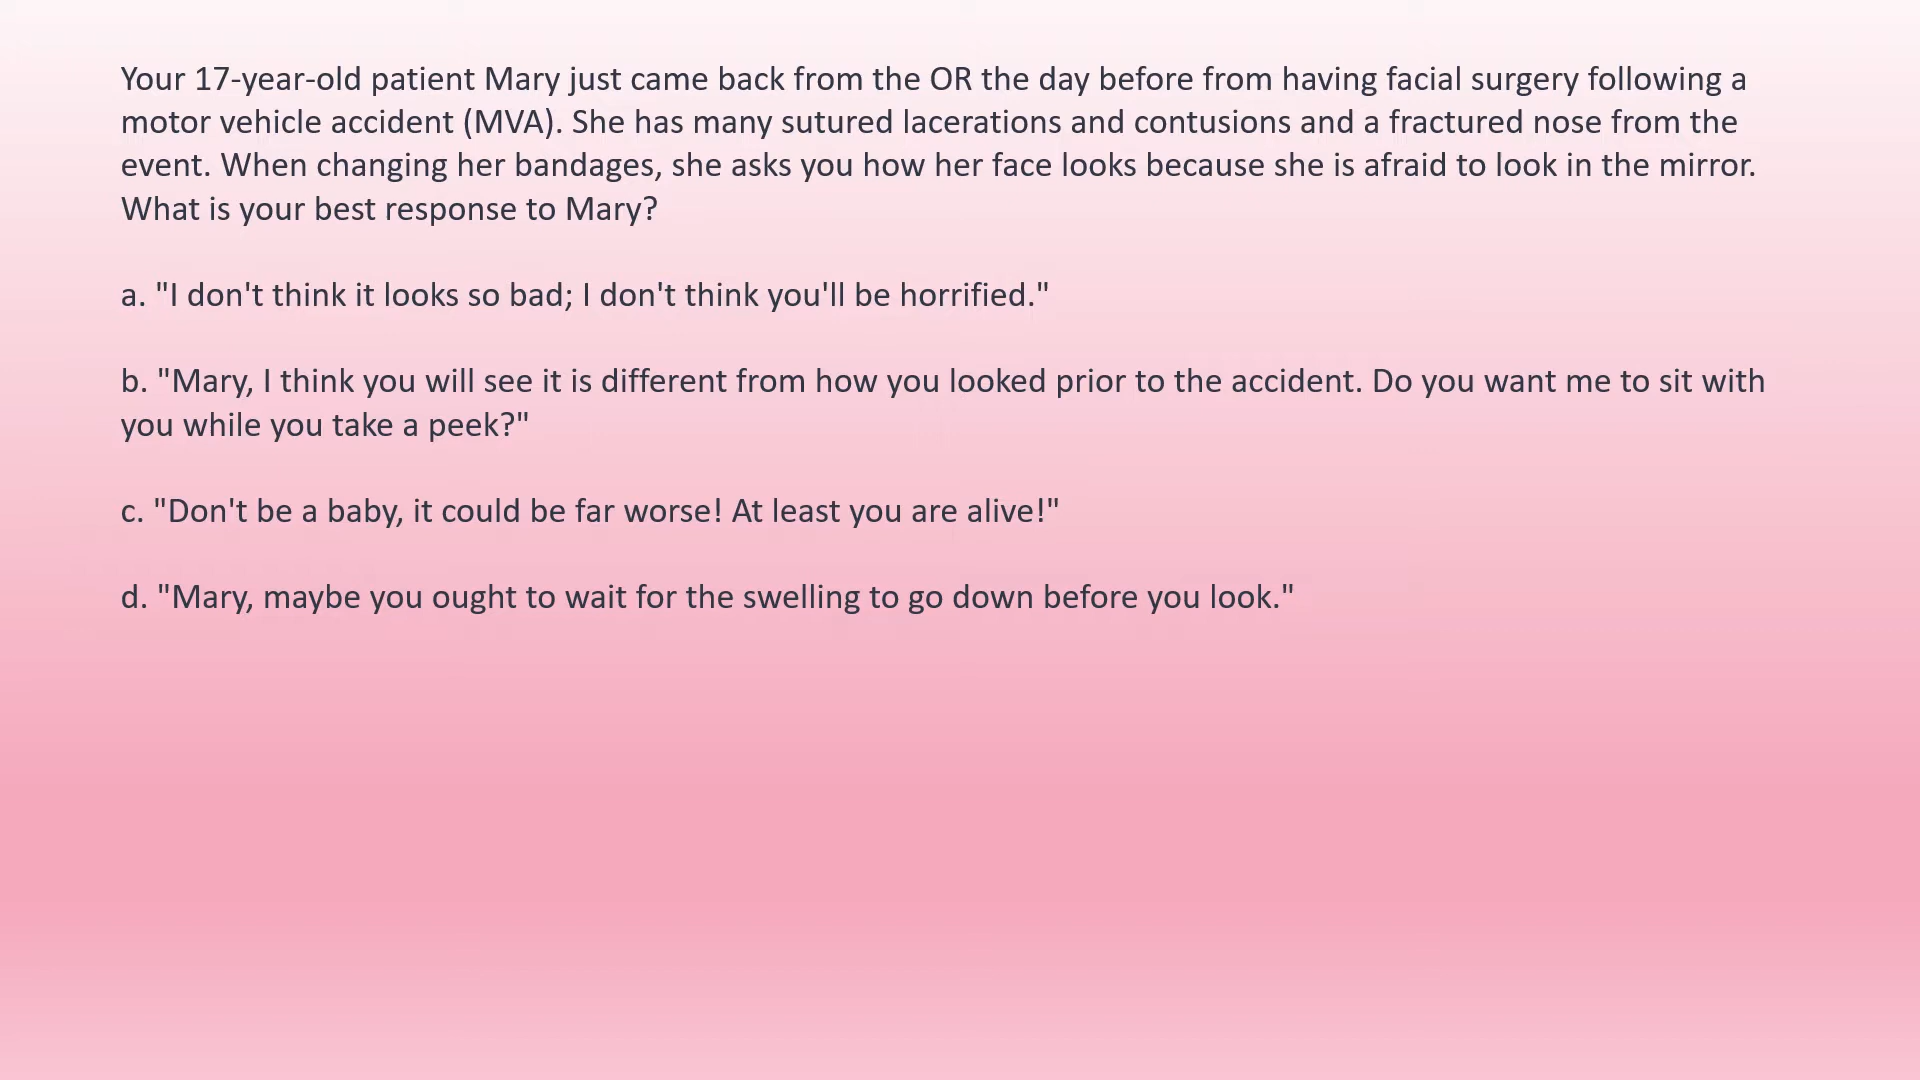 Your 17-year-old patient Mary just came back from the OR the day before from having facial surgery following a
motor vehicle accident (MVA). She has many sutured lacerations and contusions and a fractured nose from the
event. When changing her bandages, she asks you how her face looks because she is afraid to look in the mirror.
What is your best response to Mary?
a. "I don't think it looks so bad; I don't think you'll be horrified."
b. "Mary, I think you will see it is different from how you looked prior to the accident. Do you want me to sit with
you while you take a peek?"
c. "Don't be a baby, it could be far worse! At least you are alive!"
d. "Mary, maybe you ought to wait for the swelling to go down before you look."